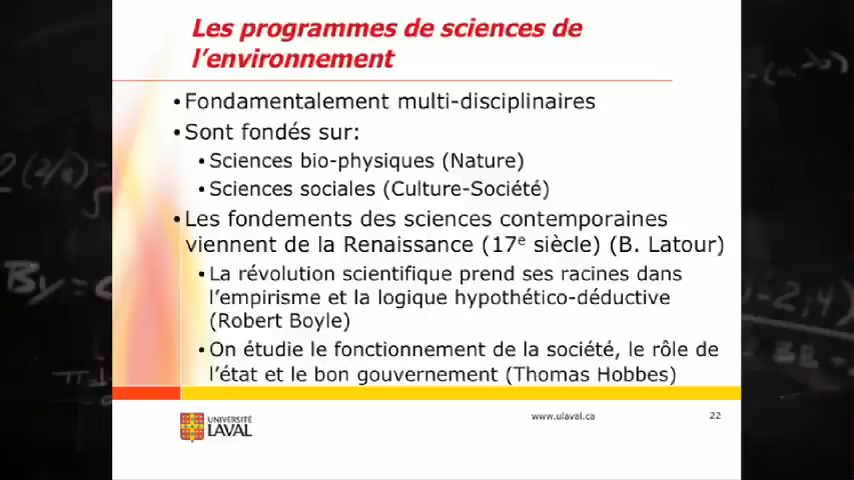 Les programmes de sciences de
l'environnement
• Fondamentalement multi-disciplinaires
• Sont fondés sur:
• Sciences bio-physiques (Nature)
• Sciences sociales (Culture-Société)
• Les fondements des sciences contemporaines
viennent de la Renaissance (17e siècle) (B. Latour)
• La révolution scientifique prend ses racines dans
l'empirisme et la logique hypothético-déductive
(Robert Boyle)
• On étudie le fonctionnement de la société, le rôle de
l'état et le bon gouvernement (Thomas Hobbes)
UNIVERSITÉ
LAVAL
www.ulaval.ca
22
By=